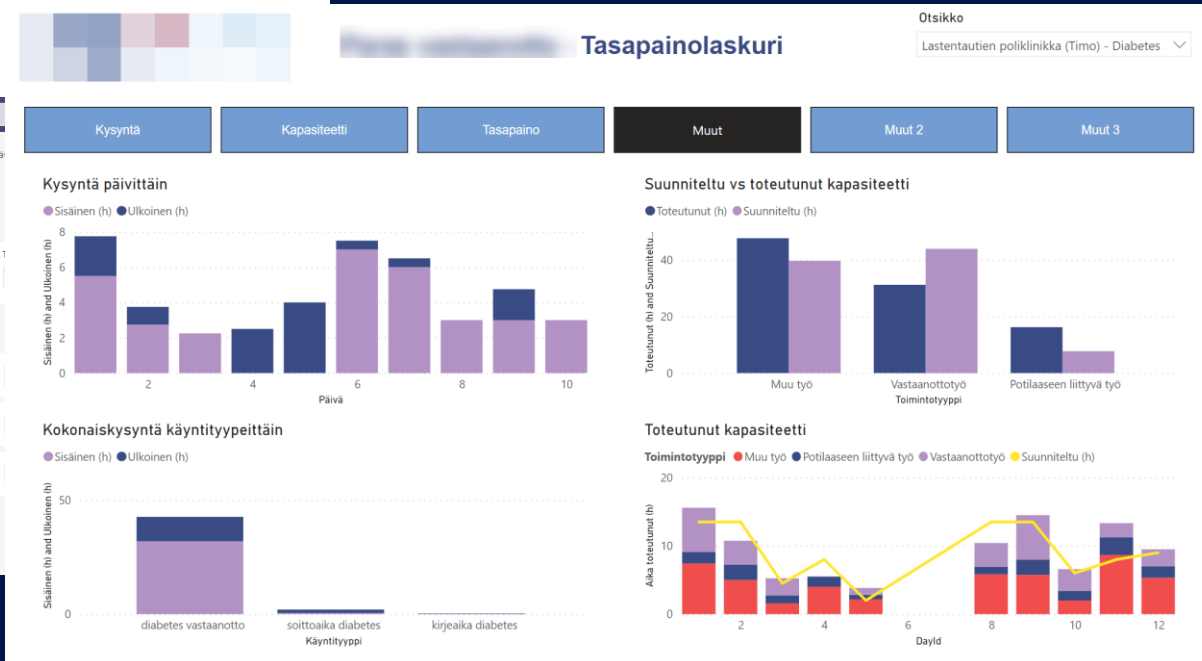 Otsikko
Tasapainolaskuri
Lastentautien poliklinikka (Timo) - Diabetes
Kysyntä
Kapasiteetti
Tasapaino
Muut
Muut 2
Muut 3
Kysyntä päivittäin
Sisäinen (h) Ulkoinen (h)
Sisäinen (h) and Ulkoinen (h)
8
6
4
2
0
2 4 6 8 10
Päivä
Suunniteltu vs toteutunut kapasiteetti
Toteutunut (h) Suunniteltu (h)
Toteutunut (h) and Suunniteltu...
40
20
0
Muu työ Vastaanottotyö Potilaaseen liittyvä työ
Toimintotyyppi
Kokonaiskysyntä käyntityypeittäin
Sisäinen (h) Ulkoinen (h)
Sisäinen (h) and Ulkoinen (h)
50
0
diabetes vastaanotto soittoaika diabetes kirjeaika diabetes
Käyntityyppi
Toteutunut kapasiteetti
Toimintotyyppi Muu työ Potilaaseen liittyvä työ Vastaanottotyö Suunniteltu (h)
Aika toteutunut (h)
20
10
0
2 4 6 8 10 12
DayId